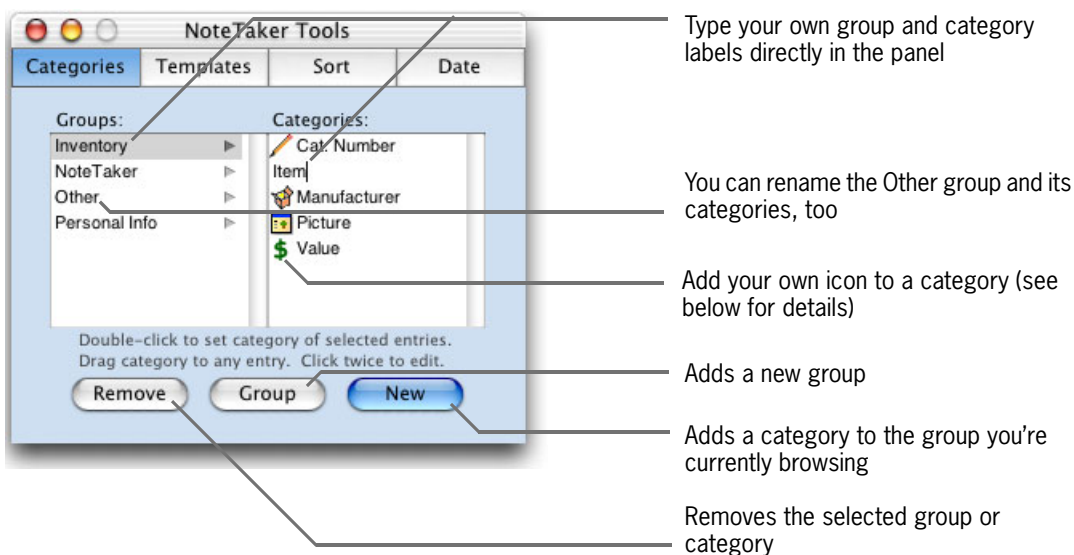 NoteTaker Tools
Categories
Templates
Sort
Date
Groups:
Inventory
NoteTaker
Other
Personal Info
Categories:
Cat. Number
Item
Manufacturer
Picture
$ Value
Double-click to set category of selected entries.
Drag category to any entry. Click twice to edit.
Remove
Group
New
Type your own group and category
labels directly in the panel
You can rename the Other group and its
categories, too
Add your own icon to a category (see
below for details)
Adds a new group
Adds a category to the group you're
currently browsing
Removes the selected group or
category